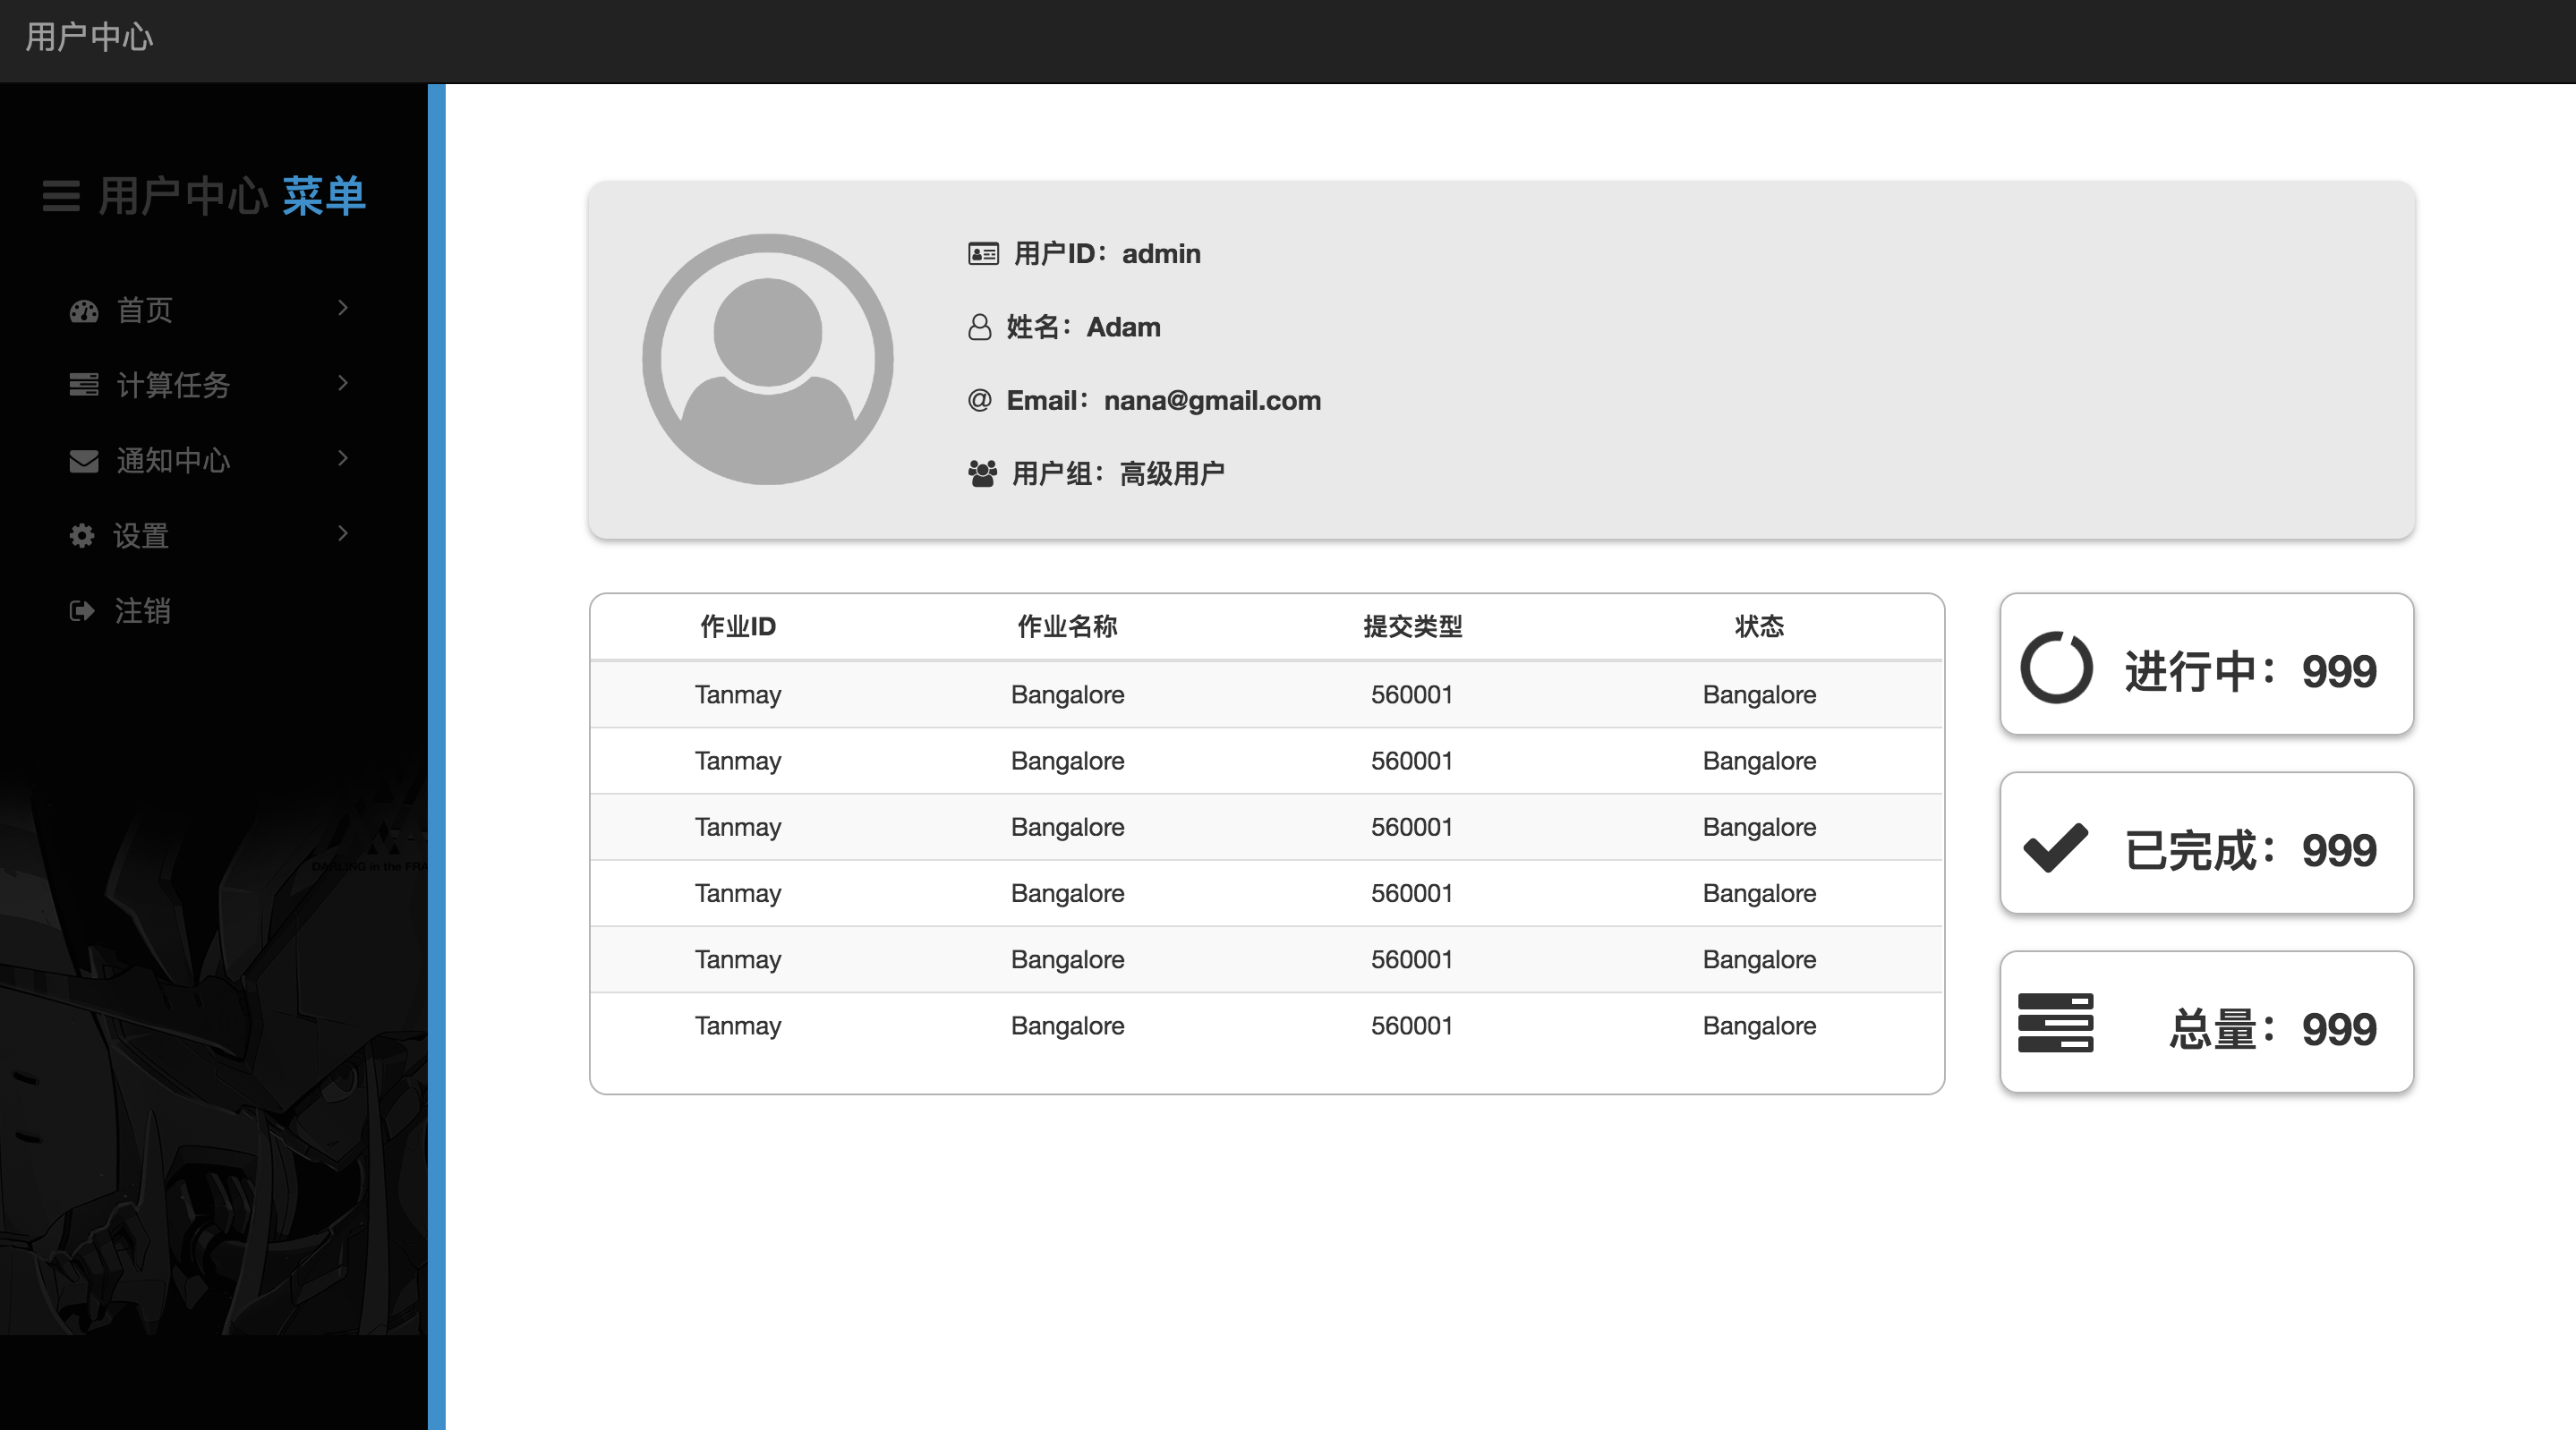 用户中心
用户中心 菜单
首页
计算任务
通知中心
设置
注销
DARLING in the FRA
用户ID：admin
姓名：Adam
@ Email：nana@gmail.com
用户组：高级用户
作业ID 作业名称 提交类型 状态
Tanmay Bangalore 560001 Bangalore
Tanmay Bangalore 560001 Bangalore
Tanmay Bangalore 560001 Bangalore
Tanmay Bangalore 560001 Bangalore
Tanmay Bangalore 560001 Bangalore
Tanmay Bangalore 560001 Bangalore
进行中：999
已完成：999
总量：999